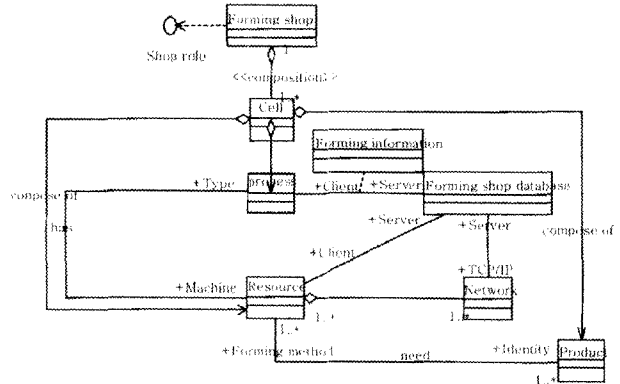 Forming shop
Shop role
1
<<composition>>
1..*
Cell
Forming information
+Type
process
+Client
+Server
Forming shop database
compose of
has
+Server
+Server
compose of
+Client
+TCP/IP
+Machine
Resource
Network
1..*
1..*
1..*
+Forming method
need
+Identity
Product
1..*